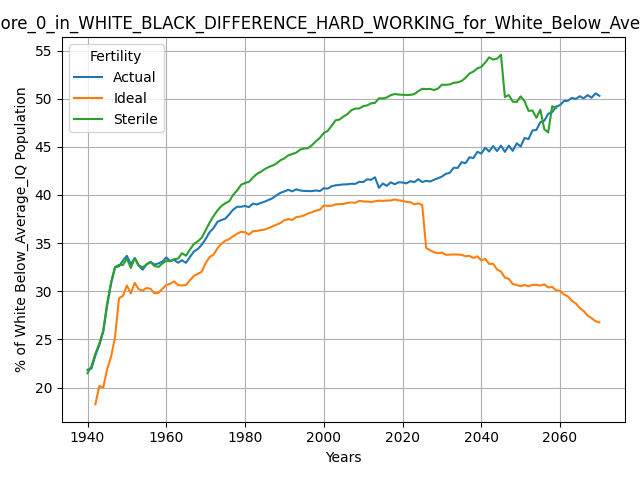 ore_0_in_WHITE_BLACK_DIFFERENCE_HARD_WORKING_for_White_Below_Ave
% of White Below_Average_IQ Population
55
50
45
40
35
30
25
20
Fertility
Actual
Ideal
Sterile
1940 1960 1980 2000 2020 2040 2060
Years